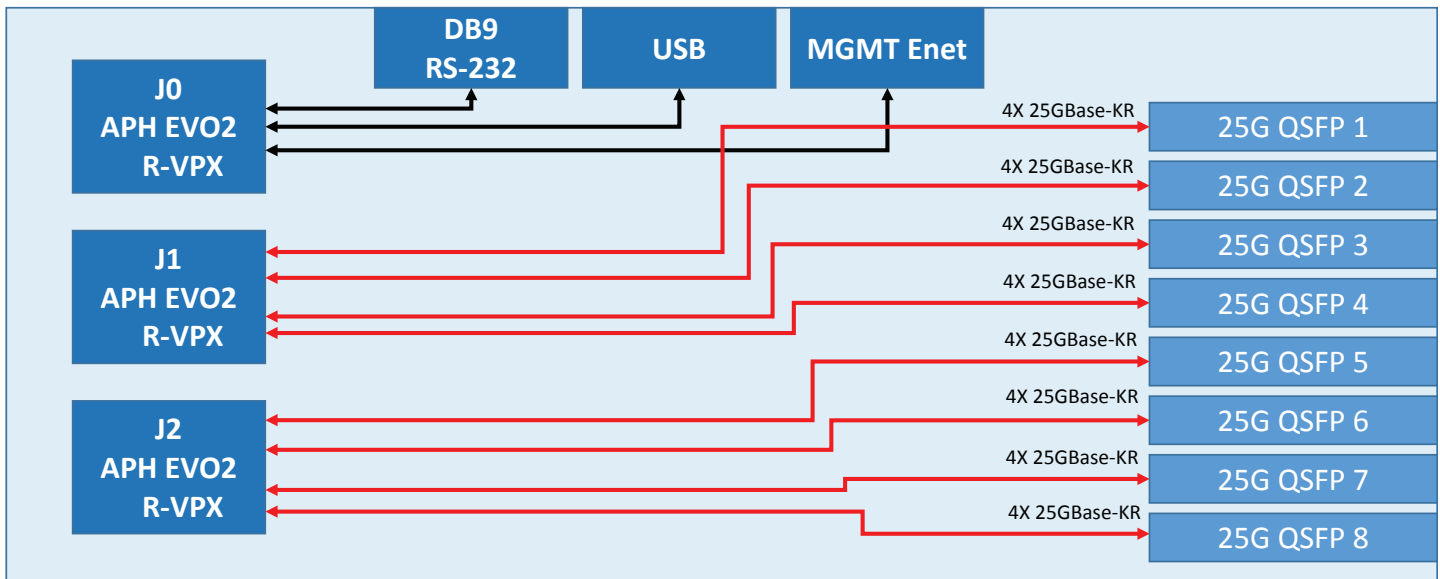 DB9
RS-232
USB
MGMT Enet
J0
APH EVO2
R-VPX
4X 25GBase-KR
25G QSFP 1
4X 25GBase-KR
25G QSFP 2
J1
APH EVO2
R-VPX
4X 25GBase-KR
25G QSFP 3
4X 25GBase-KR
25G QSFP 4
4X 25GBase-KR
25G QSFP 5
J2
APH EVO2
R-VPX
4X 25GBase-KR
25G QSFP 6
4X 25GBase-KR
25G QSFP 7
4X 25GBase-KR
25G QSFP 8